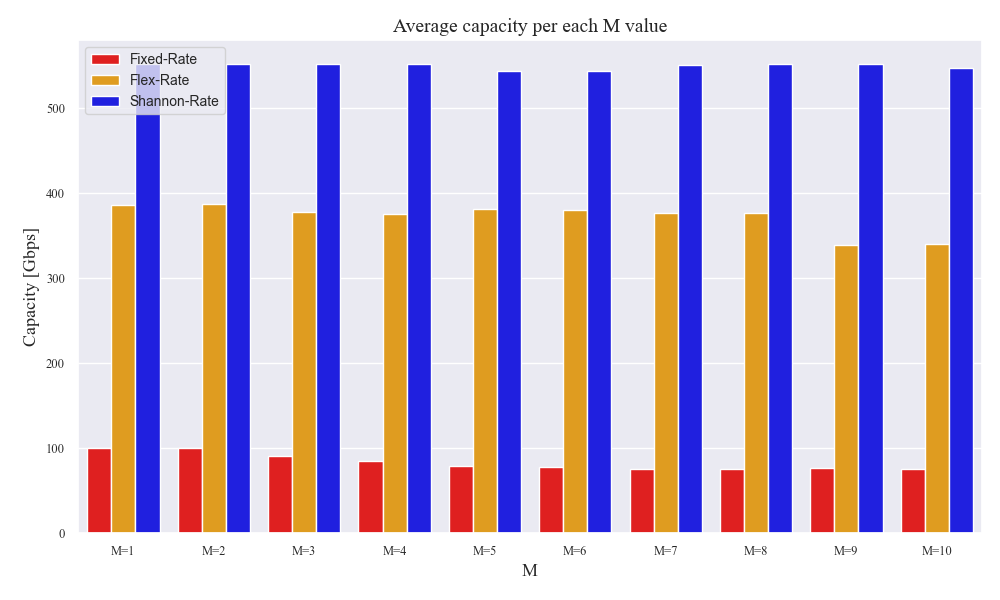 Average capacity per each M value
Fixed-Rate
Flex-Rate
Shannon-Rate
Capacity [Gbps]
500
400
300
200
100
0
M=1 M=2 M=3 M=4 M=5 M=6 M=7 M=8 M=9 M=10
M